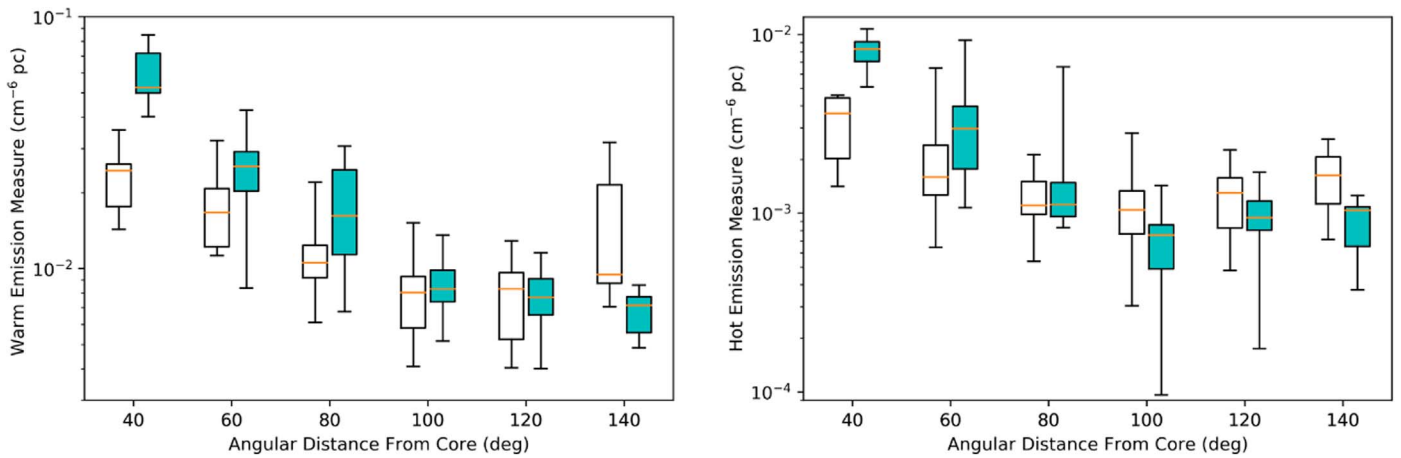 10⁻¹
10⁻²
Warm Emission Measure (cm⁻⁶ pc)
40 60 80 100 120 140
Angular Distance From Core (deg)
10⁻²
10⁻³
10⁻⁴
Hot Emission Measure (cm⁻⁶ pc)
40 60 80 100 120 140
Angular Distance From Core (deg)